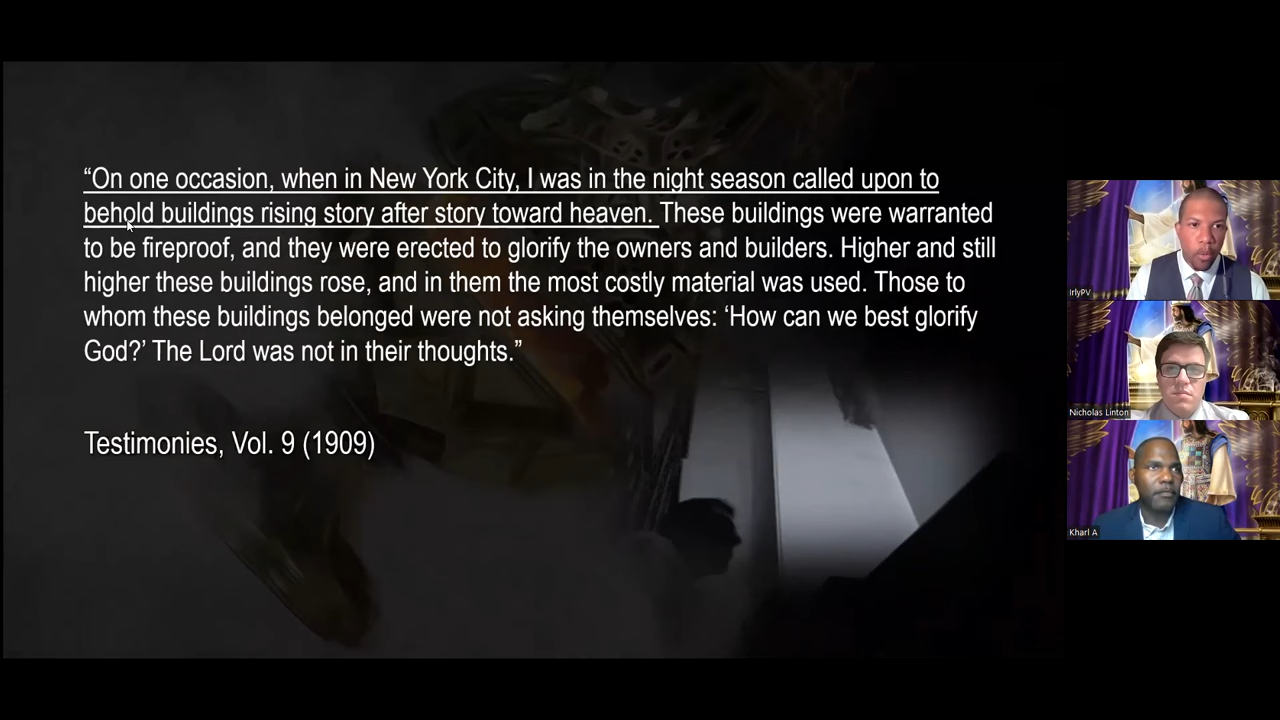 “On one occasion, when in New York City, I was in the night season called upon to
behold buildings rising story after story toward heaven. These buildings were warranted
to be fireproof, and they were erected to glorify the owners and builders. Higher and still
higher these buildings rose, and in them the most costly material was used. Those to
whom these buildings belonged were not asking themselves: ‘How can we best glorify
God?’ The Lord was not in their thoughts.”
Testimonies, Vol. 9 (1909)
IrlyPV
Nicholas Linton
Kharl A